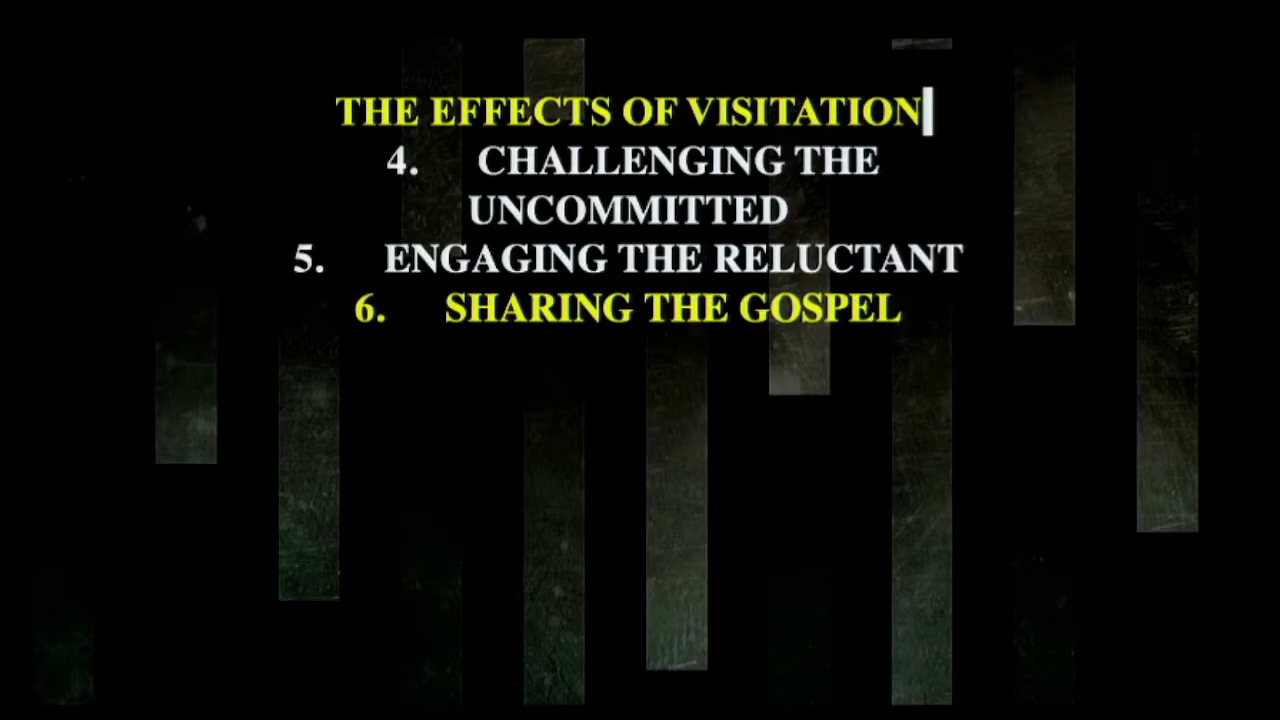 THE EFFECTS OF VISITATION
4. CHALLENGING THE
UNCOMMITTED
5. ENGAGING THE RELUCTANT
6. SHARING THE GOSPEL